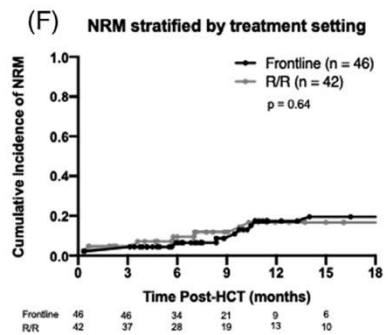 (F) NRM stratified by treatment setting
Cumulative Incidence of NRM
1.0
0.8
0.6
0.4
0.2
0.0
Frontline (n = 46)
R/R (n = 42)
p = 0.64
0 3 6 9 12 15 18
Time Post-HCT (months)
Frontline 46 46 34 21 9 6
R/R 42 37 28 19 13 10